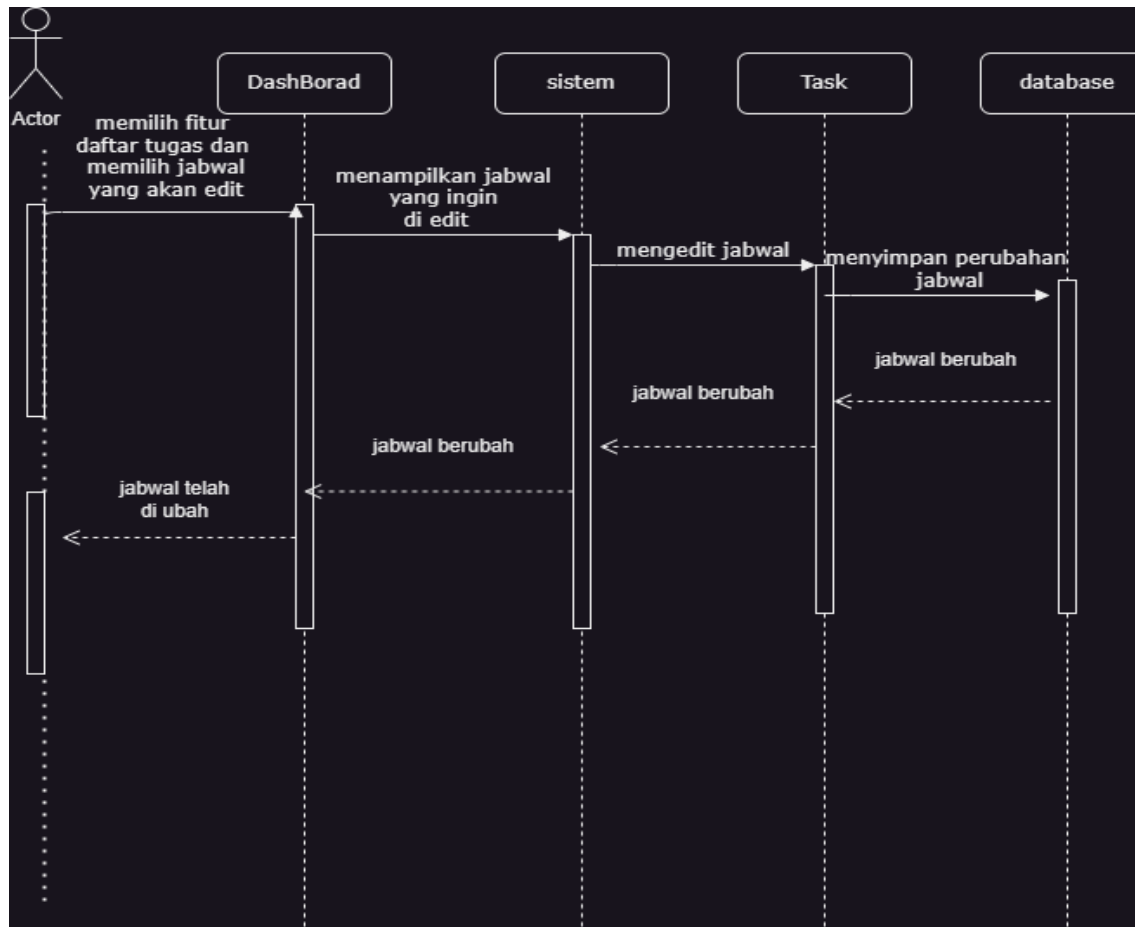 DashBorad
sistem
Task
database
Actor
memilih fitur
daftar tugas dan
memilih jabwal
yang akan edit
menampilkan jabwal
yang ingin
di edit
mengedit jabwal
menyimpan perubahan
jabwal
jabwal berubah
jabwal berubah
jabwal berubah
jabwal telah
di ubah